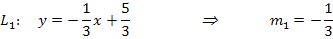 L₁:  y = −1/3 x + 5/3  ⇒  m₁ = −1/3